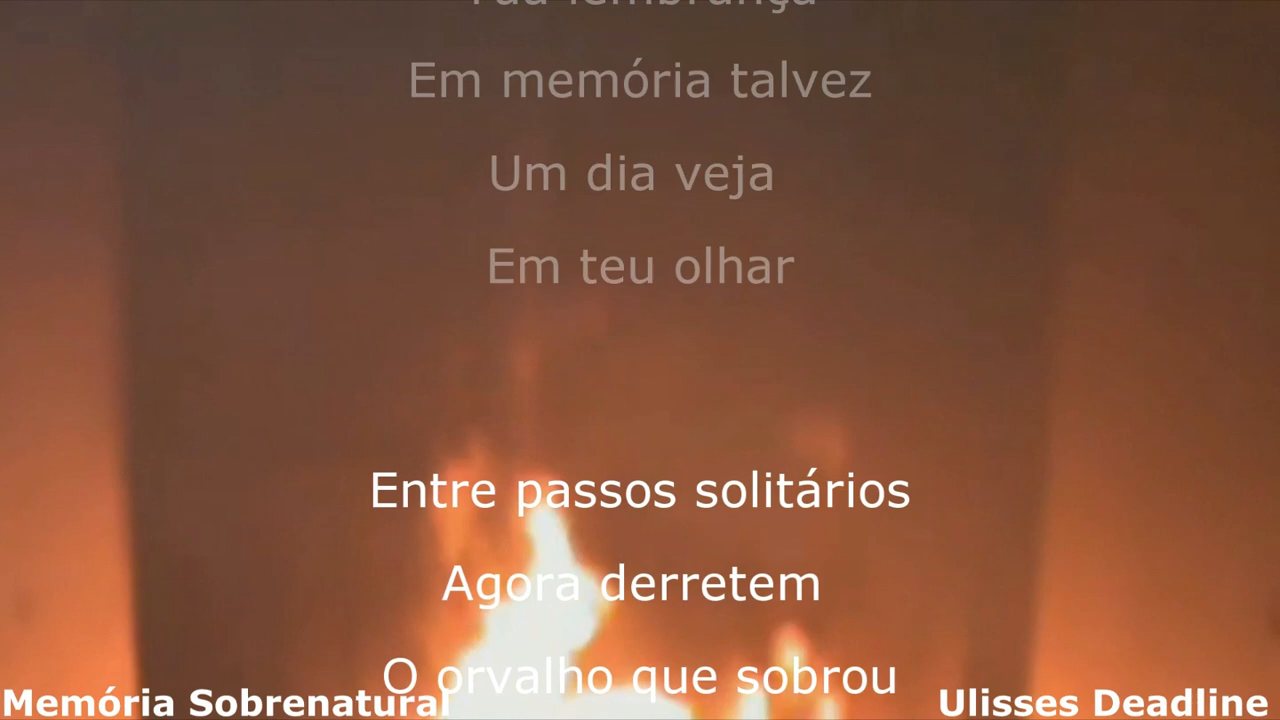 lembrança
Em memória talvez
Um dia veja
Em teu olhar
Entre passos solitários
Agora derretem
O orvalho que sobrou
Memória Sobrenatural
Ulisses Deadline